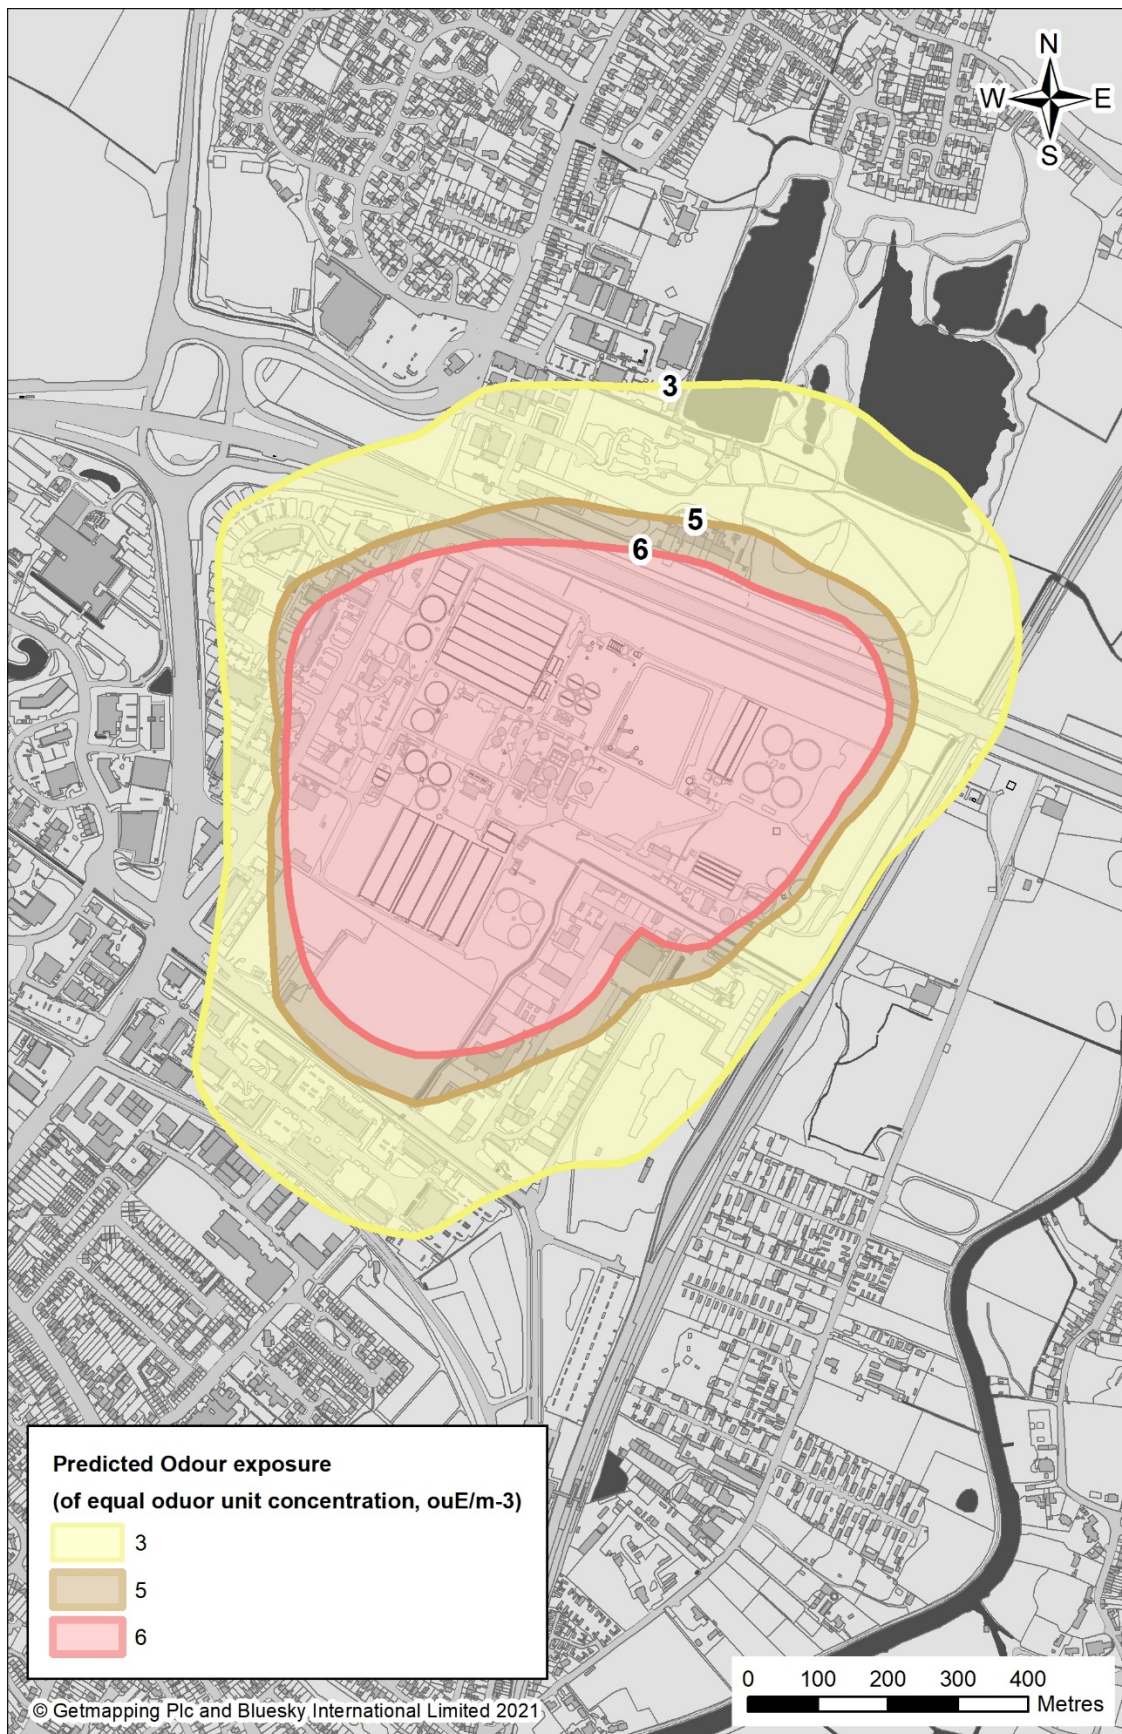 N
W E
S
3
5
6
Predicted Odour exposure
(of equal oduor unit concentration, ouE/m-3)
3
5
6
0 100 200 300 400
Metres
© Getmapping Plc and Bluesky International Limited 2021